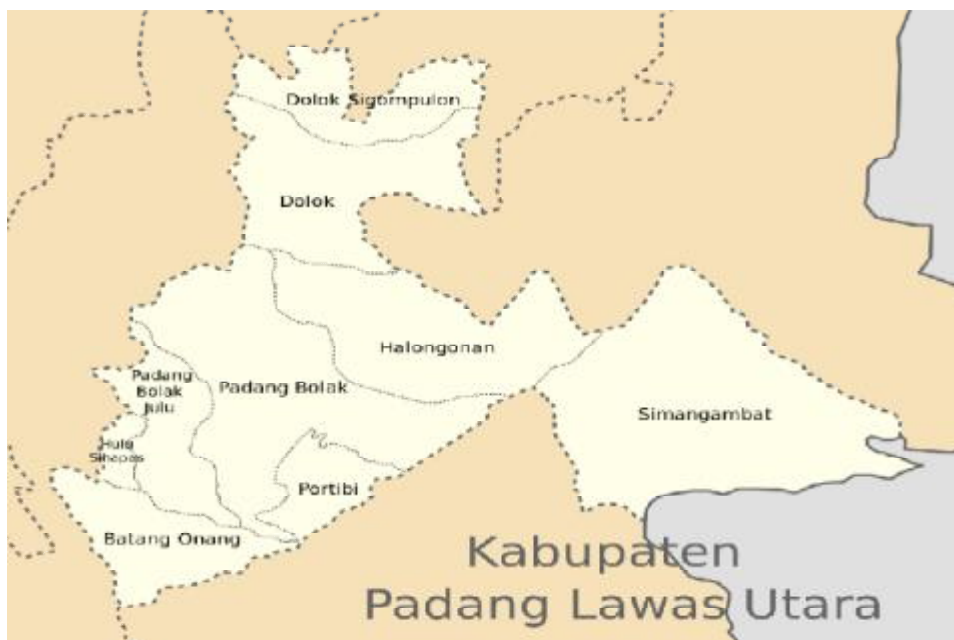 Dolok Sigompulon
Dolok
Halongonan
Padang
Bolak
Julu
Padang Bolak
Simangambat
Hulu
Sihapas
Portibi
Batang Onang
Kabupaten
Padang Lawas Utara